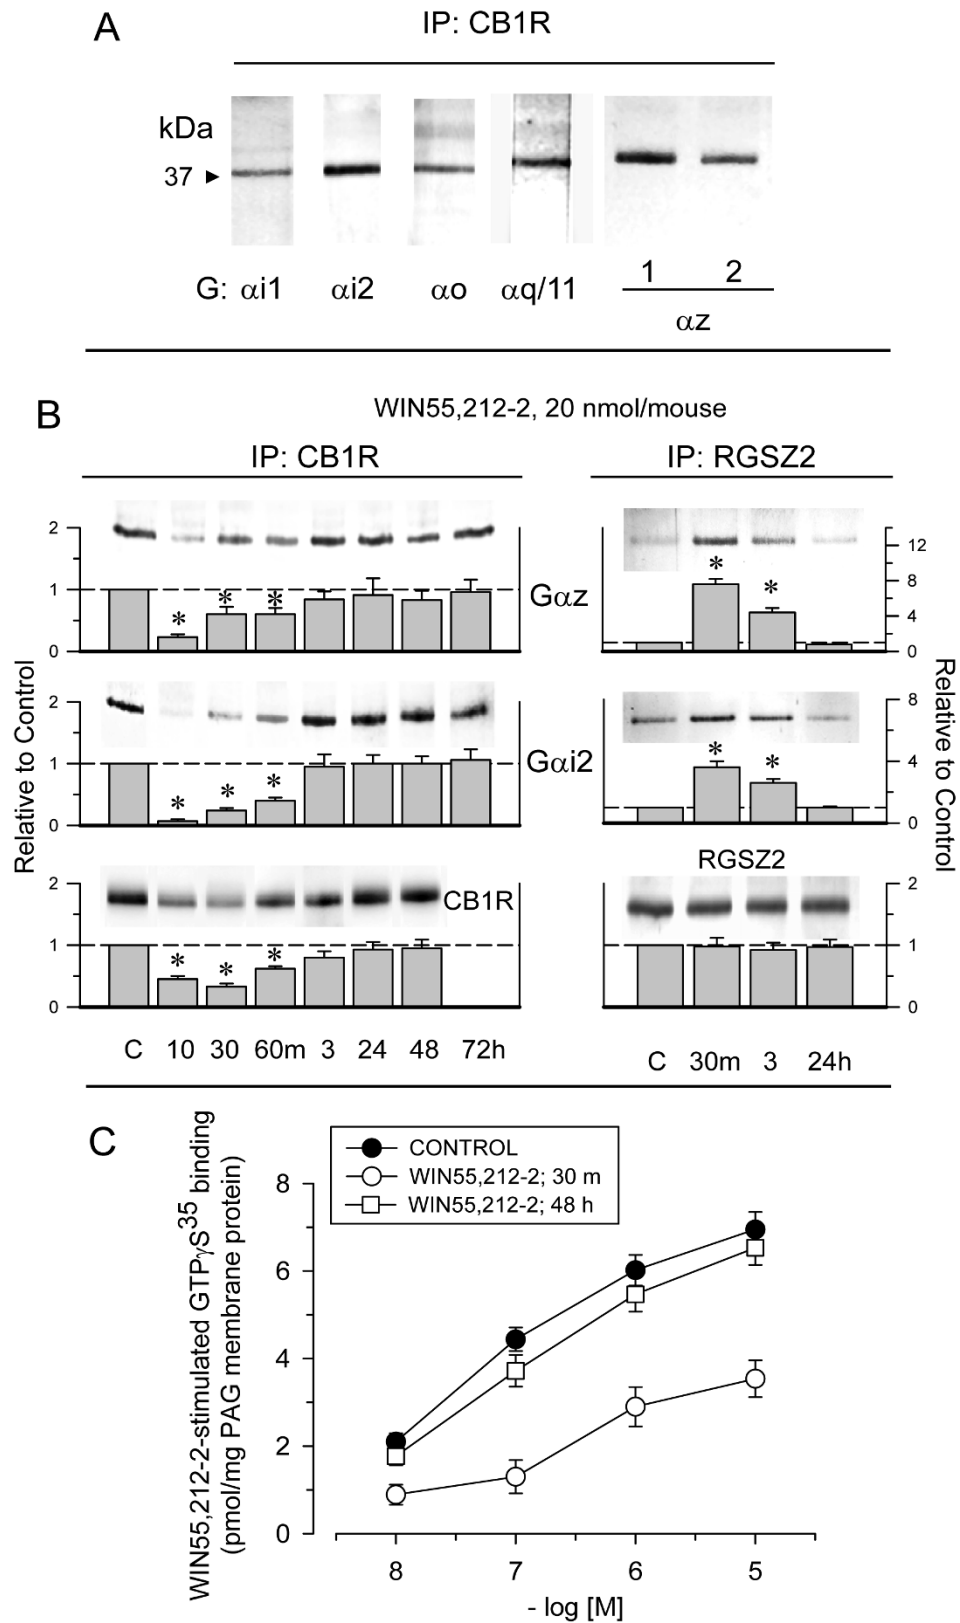 A
IP: CB1R
kDa
37 ►
G: αi1 αi2 αo αq/11 1 2
αz
B
WIN55,212-2, 20 nmol/mouse
IP: CB1R IP: RGSZ2
Relative to Control
2
1
0
* * *
Gαz
12
8
4
0
* *
2
1
0
* * *
Gαi2
8
4
0
* *
2
1
0
* * *
CB1R
RGSZ2
2
1
0
Relative to Control
C 10 30 60m 3 24 48 72h
C 30m 3 24h
C
CONTROL
WIN55,212-2; 30 m
WIN55,212-2; 48 h
WIN55,212-2-stimulated GTPγS35 binding
(pmol/mg PAG membrane protein)
8
6
4
2
0
8 7 6 5
- log [M]